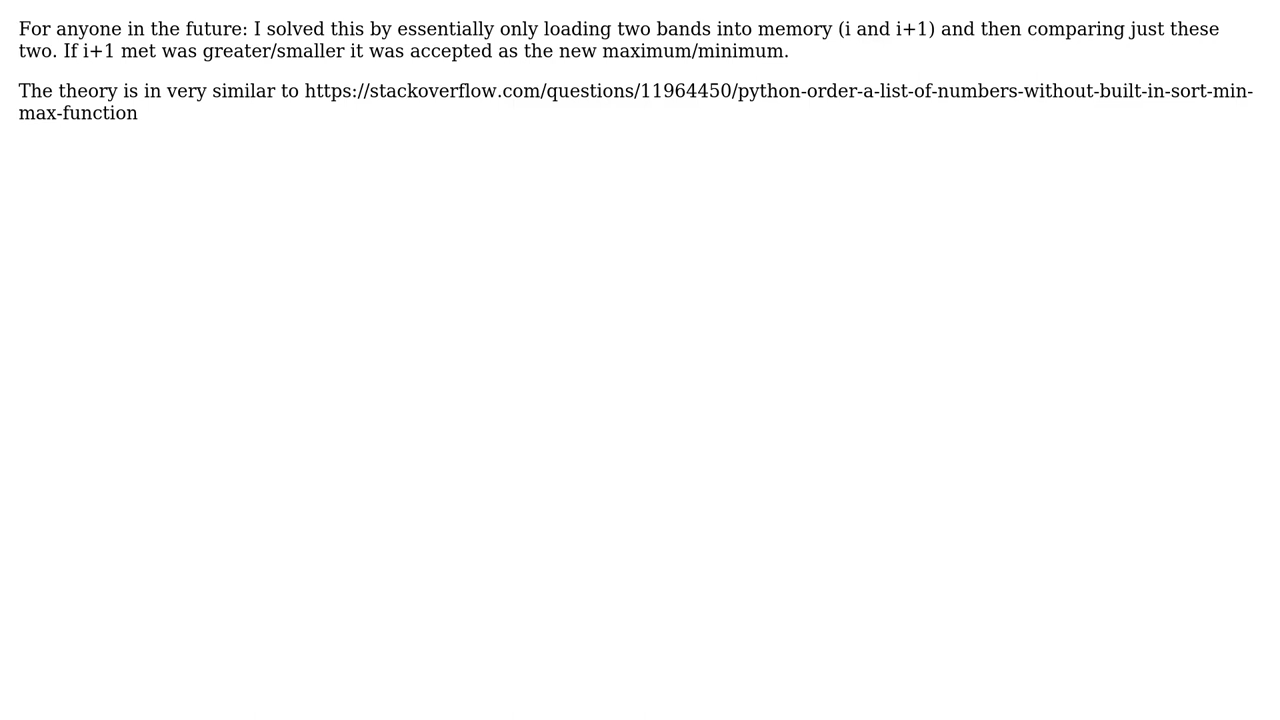 For anyone in the future: I solved this by essentially only loading two bands into memory (i and i+1) and then comparing just these
two. If i+1 met was greater/smaller it was accepted as the new maximum/minimum.
The theory is in very similar to https://stackoverflow.com/questions/11964450/python-order-a-list-of-numbers-without-built-in-sort-min-
max-function